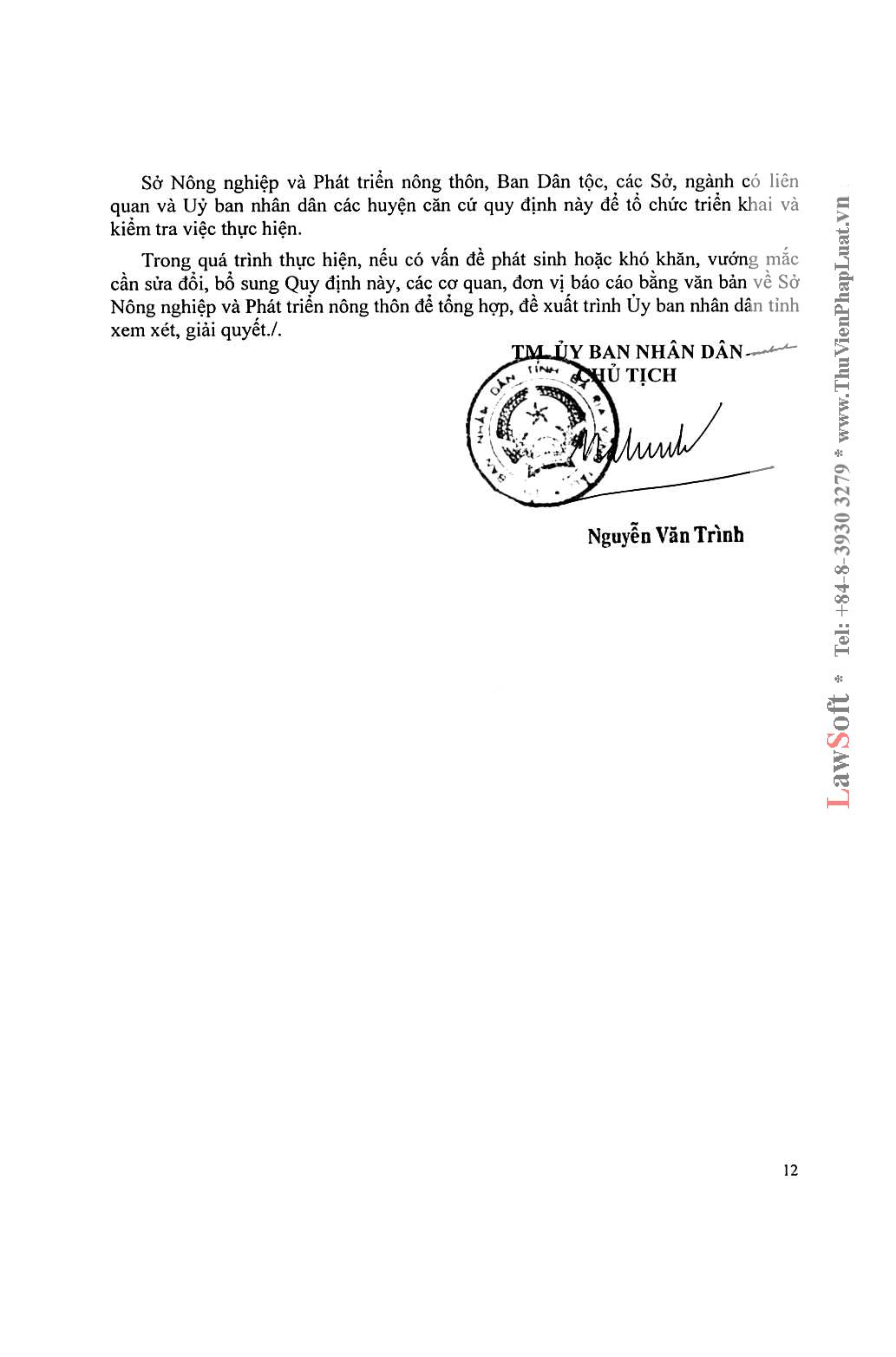 Sở Nông nghiệp và Phát triển nông thôn, Ban Dân tộc, các Sở, ngành có liên
quan và Uỷ ban nhân dân các huyện căn cứ quy định này để tổ chức triển khai và
kiểm tra việc thực hiện.
Trong quá trình thực hiện, nếu có vấn đề phát sinh hoặc khó khăn, vướng mắc
cần sửa đổi, bổ sung Quy định này, các cơ quan, đơn vị báo cáo bằng văn bản về Sở
Nông nghiệp và Phát triển nông thôn để tổng hợp, đề xuất trình Ủy ban nhân dân tỉnh
xem xét, giải quyết./.
TM. ỦY BAN NHÂN DÂN
CHỦ TỊCH
BAN NHÂN DÂN TỈNH BÀ RỊA
Nguyễn Văn Trình
12
LawSoft * Tel: +84-8-3930 3279 * www.ThuVienPhapLuat.vn